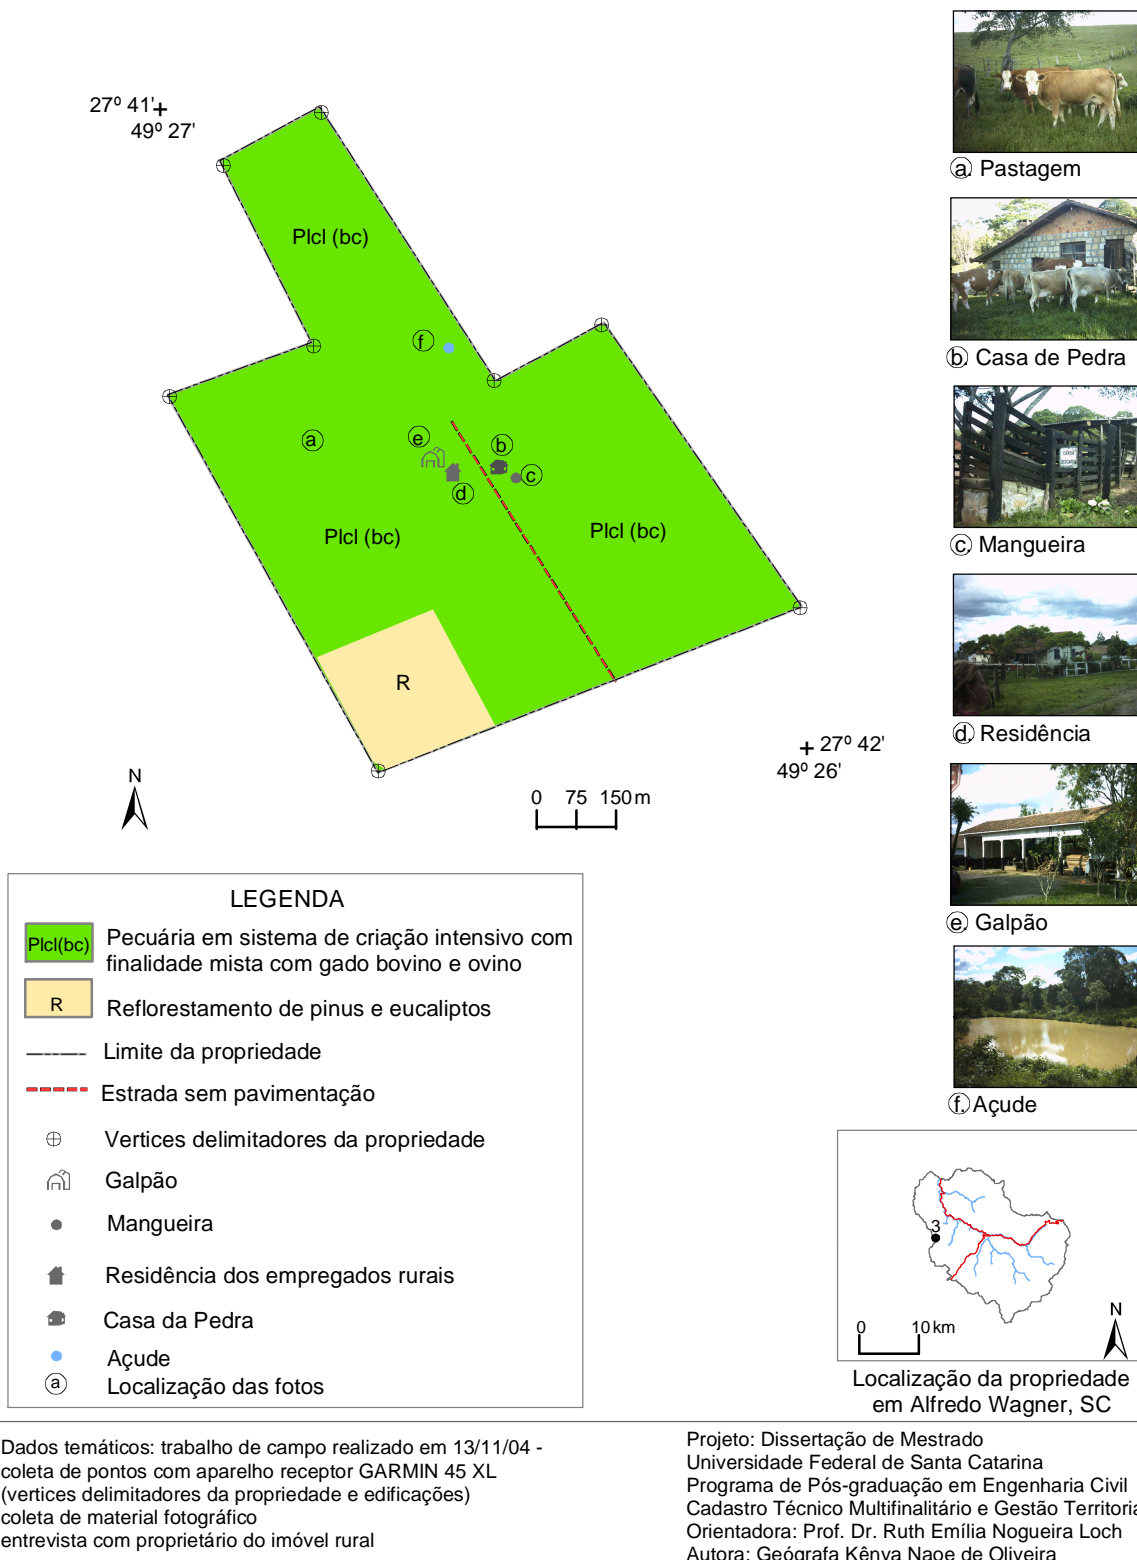 27º 41'
49º 27'
PIcI (bc)
f
a
e
b
c
d
PIcI (bc)
PIcI (bc)
R
27º 42'
49º 26'
N
0 75 150 m
a. Pastagem
b. Casa de Pedra
c. Mangueira
d. Residência
e. Galpão
f. Açude
LEGENDA
PIcI(bc) Pecuária em sistema de criação intensivo com
finalidade mista com gado bovino e ovino
R Reflorestamento de pinus e eucaliptos
Limite da propriedade
Estrada sem pavimentação
Vertices delimitadores da propriedade
Galpão
Mangueira
Residência dos empregados rurais
Casa da Pedra
Açude
a Localização das fotos
3
0 10 km
N
Localização da propriedade
em Alfredo Wagner, SC
Dados temáticos: trabalho de campo realizado em 13/11/04 -
coleta de pontos com aparelho receptor GARMIN 45 XL
(vertices delimitadores da propriedade e edificações)
coleta de material fotográfico
entrevista com proprietário do imóvel rural
Projeto: Dissertação de Mestrado
Universidade Federal de Santa Catarina
Programa de Pós-graduação em Engenharia Civil
Cadastro Técnico Multifinalitário e Gestão Territoria
Orientadora: Prof. Dr. Ruth Emília Nogueira Loch
Autora: Geógrafa Kênya Naoe de Oliveira